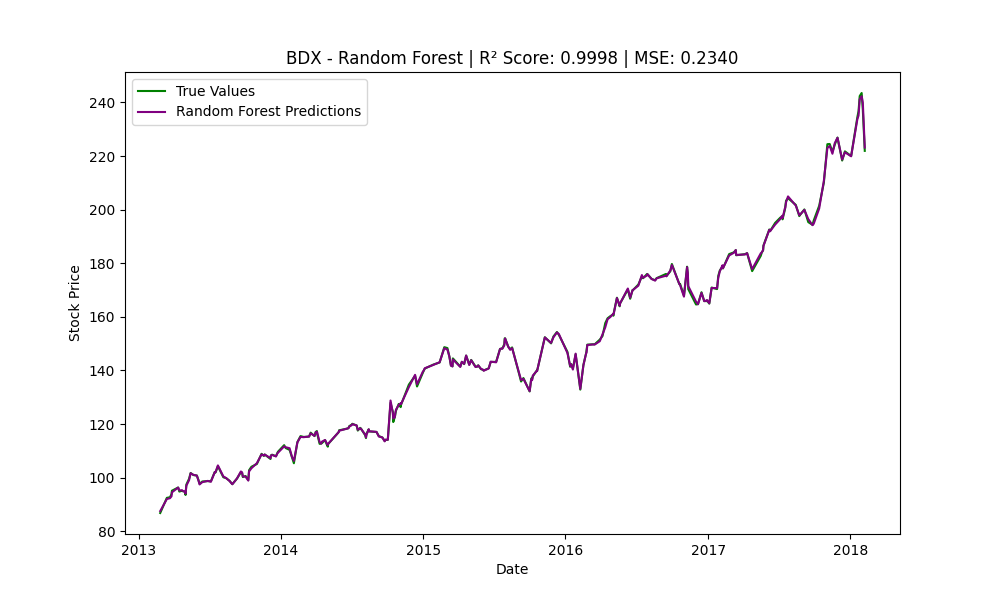 BDX - Random Forest | R² Score: 0.9998 | MSE: 0.2340
True Values
Random Forest Predictions
240
220
200
180
160
140
120
100
80
Stock Price
2013 2014 2015 2016 2017 2018
Date